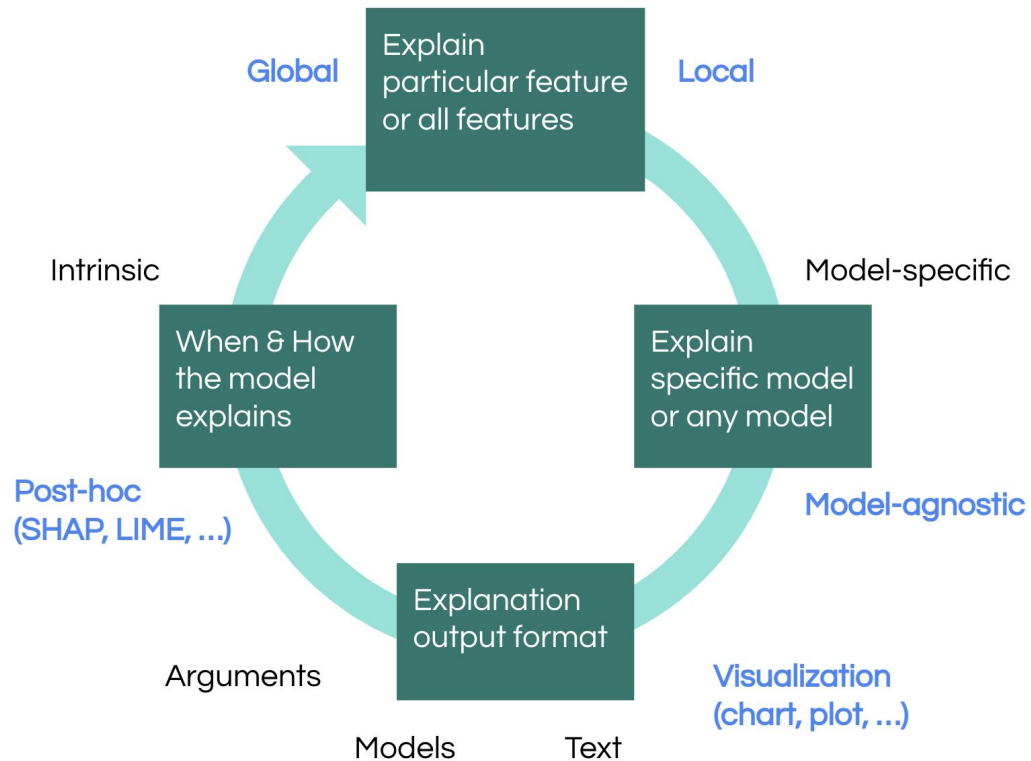 Global
Explain
particular feature
or all features
Local
Intrinsic
Model-specific
When & How
the model
explains
Explain
specific model
or any model
Post-hoc
(SHAP, LIME, ...)
Model-agnostic
Explanation
output format
Arguments
Visualization
(chart, plot, ...)
Models
Text